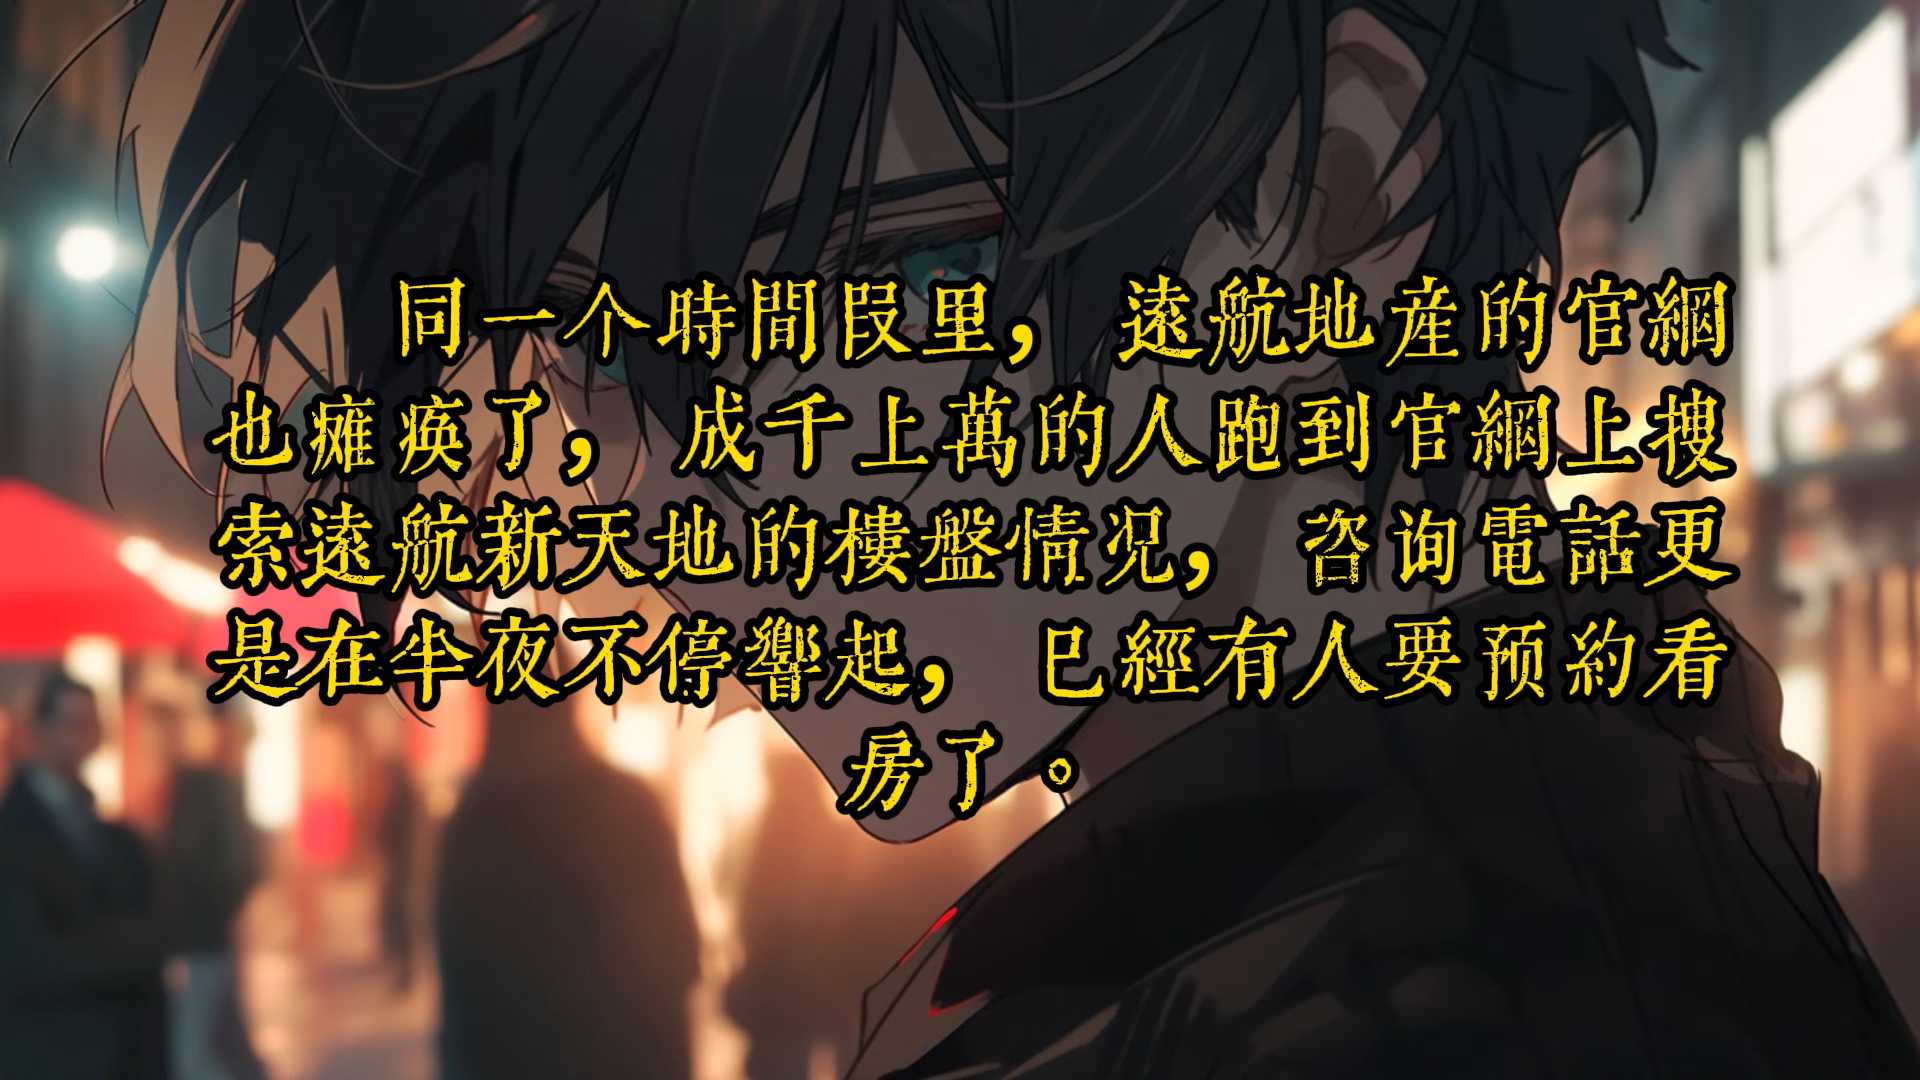 同一个時間段里，遠航地産的官網
也瘫痪了，成千上萬的人跑到官網上搜
索遠航新天地的樓盤情況，咨询電話更
是在半夜不停響起，已經有人要预約看
房了。